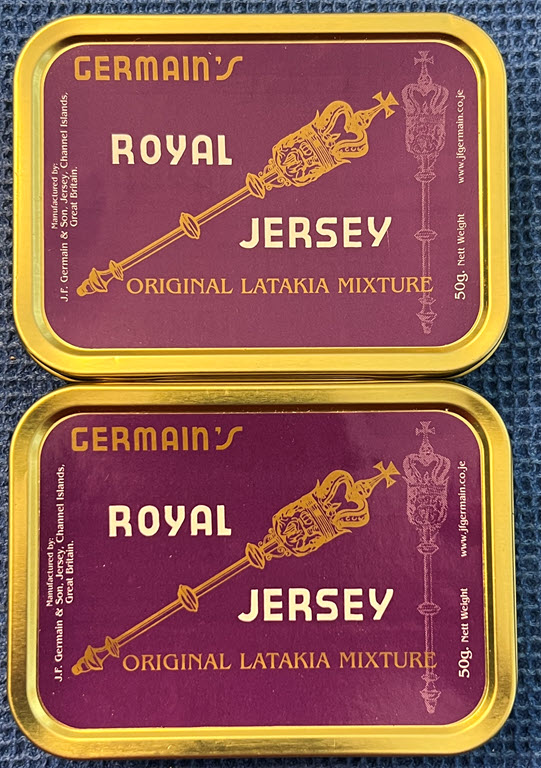 GERMAIN'S
ROYAL
JERSEY
ORIGINAL LATAKIA MIXTURE
Manufactured by:
J.F. Germain & Son, Jersey, Channel Islands,
Great Britain.
50g. Nett Weight www.jfgermain.co.je
GERMAIN'S
ROYAL
JERSEY
ORIGINAL LATAKIA MIXTURE
Manufactured by:
J.F. Germain & Son, Jersey, Channel Islands,
Great Britain.
50g. Nett Weight www.jfgermain.co.je